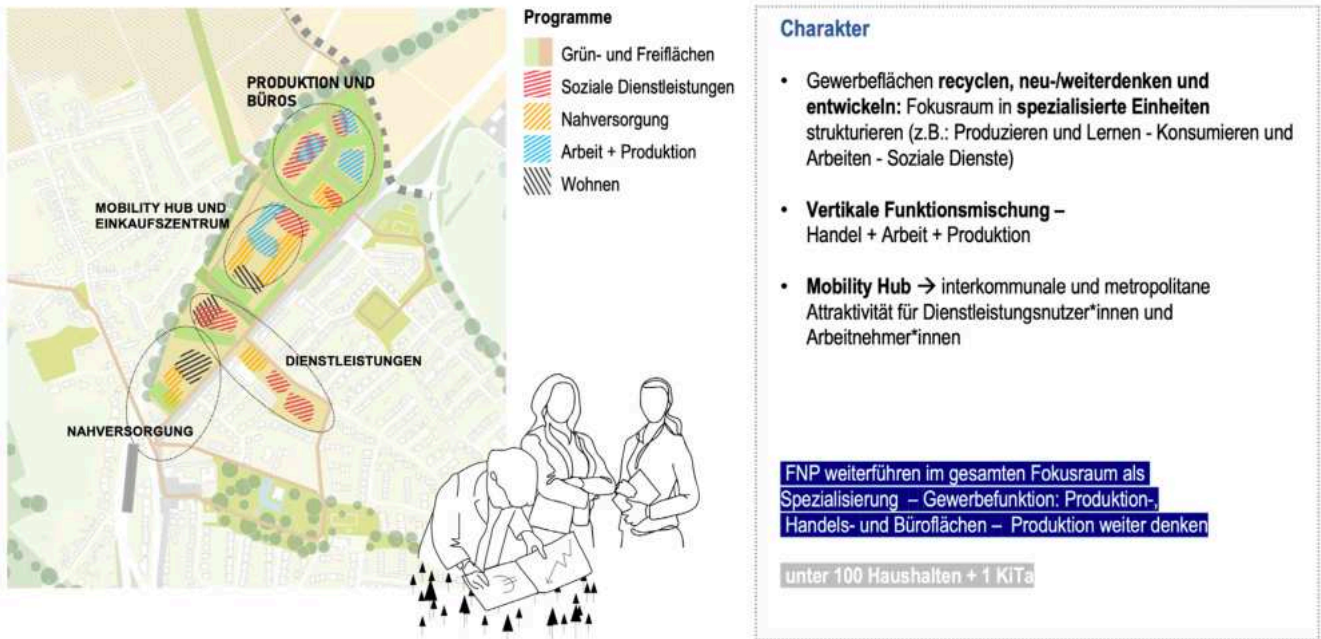 PRODUKTION UND
BÜROS
MOBILITY HUB UND
EINKAUFSZENTRUM
DIENSTLEISTUNGEN
NAHVERSORGUNG
Programme
Grün- und Freiflächen
Soziale Dienstleistungen
Nahversorgung
Arbeit + Produktion
Wohnen
Charakter
• Gewerbeflächen recyclen, neu-/weiterdenken und
entwickeln: Fokusraum in spezialisierte Einheiten
strukturieren (z.B.: Produzieren und Lernen - Konsumieren und
Arbeiten - Soziale Dienste)
• Vertikale Funktionsmischung –
Handel + Arbeit + Produktion
• Mobility Hub → interkommunale und metropolitane
Attraktivität für Dienstleistungsnutzer*innen und
Arbeitnehmer*innen
FNP weiterführen im gesamten Fokusraum als
Spezialisierung – Gewerbefunktion: Produktion-,
Handels- und Büroflächen – Produktion weiter denken
unter 100 Haushalten + 1 KiTa